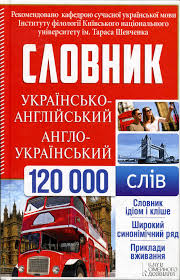 Рекомендовано кафедрою сучасної української мови
Інституту філології Київського національного
університету ім. Тараса Шевченка
СЛОВНИК
УКРАЇНСЬКО-
АНГЛІЙСЬКИЙ
АНГЛО-
УКРАЇНСЬКИЙ
120 000
слів
Словник
ідіом і кліше
Широкий
синонімічний ряд
Приклади
вживання